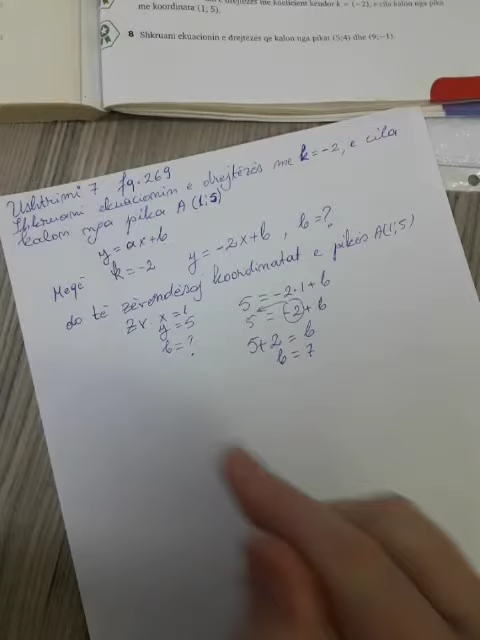 me koordinata (1; 5).
8 Shkruani ekuacionin e drejtëzës që kalon nga pikat (5;4) dhe (9;−1).
Ushtrimi 7 fq. 269
Shkruani ekuacionin e drejtëzës me k = -2, e cila
kalon nga pika A(1;5)
y = ax + b
Meqë k = -2 y = -2x + b, b = ?
do të zëvendësoj koordinatat e pikës A(1;5)
Zv. x = 1 5 = -2·1 + b
y = 5 5 = -2 + b
b = ? 5 + 2 = b
b = 7